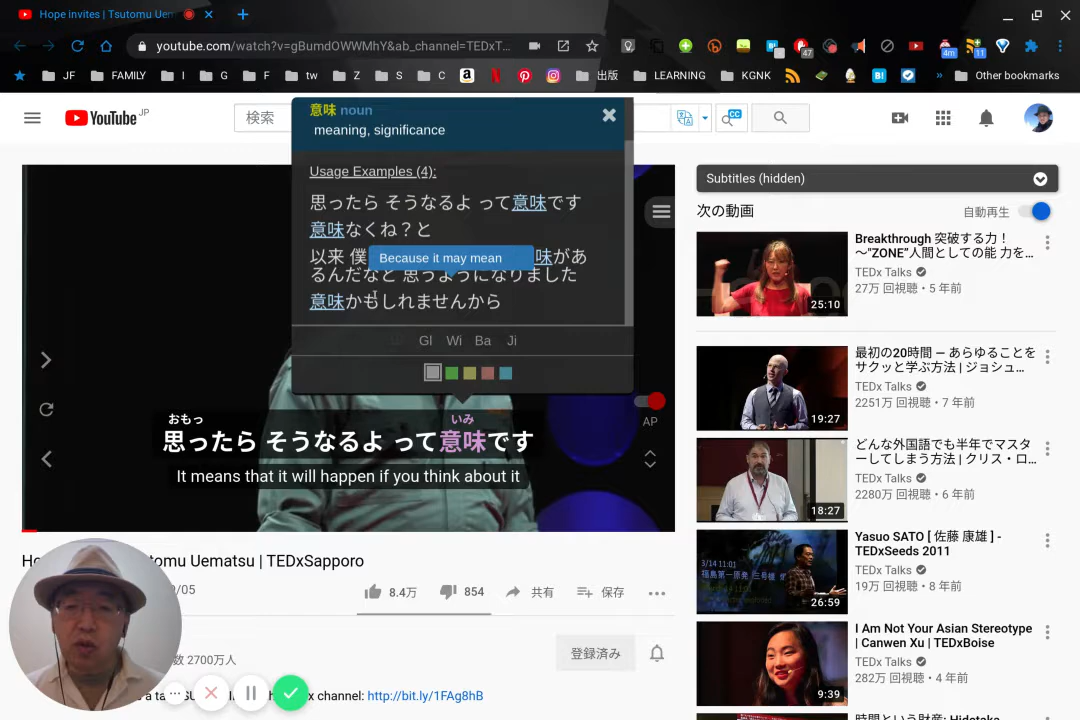 Hope invites | Tsutomu Uem
youtube.com/watch?v=gBumdOWWMhY&ab_channel=TEDxT...
47
4m
11
JF
FAMILY
I
G
F
tw
Z
S
C
出版
LEARNING
KGNK
B!
»
Other bookmarks
YouTube JP
検索
CC
意味 noun
meaning, significance
Usage Examples (4):
思ったら そうなるよ って意味です
意味なくね？と
以来 僕
Because it may mean
味があ
るんだなと 思うようになりました
意味かもしれませんから
Gl Wi Ba Ji
AP
おもっ いみ
思ったら そうなるよ って意味です
It means that it will happen if you think about it
Subtitles (hidden)
次の動画
自動再生
Breakthrough 突破する力！
〜"ZONE”人間としての能 力を...
TEDx Talks
27万 回視聴・5 年前
25:10
最初の20時間 — あらゆることを
サクッと学ぶ方法 | ジョシュ...
TEDx Talks
2251万 回視聴・7 年前
19:27
どんな外国語でも半年でマスタ
ーしてしまう方法 | クリス・ロ...
TEDx Talks
2280万 回視聴・6 年前
18:27
Yasuo SATO [ 佐藤 康雄 ] -
TEDxSeeds 2011
TEDx Talks
19万 回視聴・8 年前
3/14 11:01
26:59
I Am Not Your Asian Stereotype
| Canwen Xu | TEDxBoise
TEDx Talks
282万 回視聴・4 年前
9:39
時間という財産: Hidetaka
Ho
tomu Uematsu | TEDxSapporo
/05
8.4万
854
共有
保存
数 2700万人
登録済み
x channel: http://bit.ly/1FAg8hB